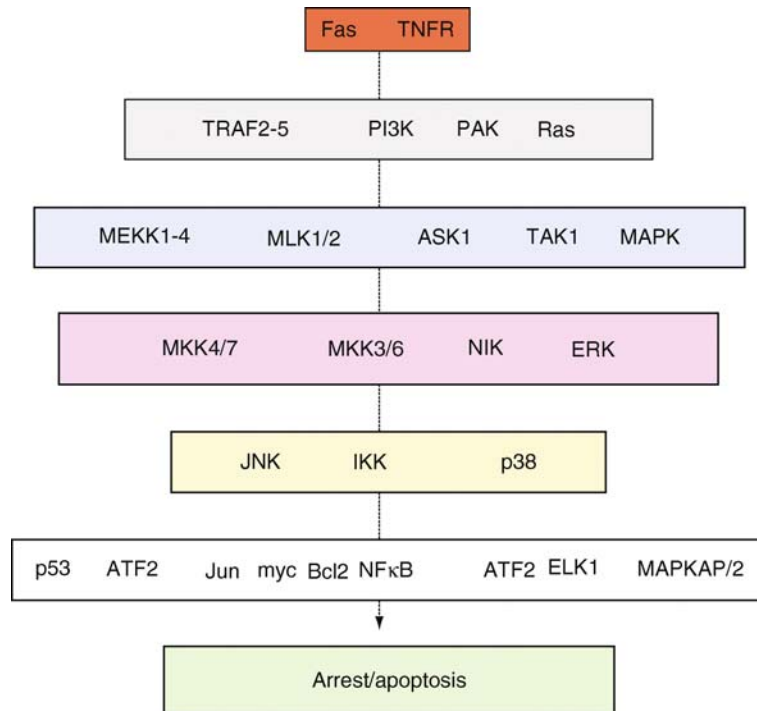 Fas TNFR
TRAF2-5 PI3K PAK Ras
MEKK1-4 MLK1/2 ASK1 TAK1 MAPK
MKK4/7 MKK3/6 NIK ERK
JNK IKK p38
p53 ATF2 Jun myc Bcl2 NFκB ATF2 ELK1 MAPKAP/2
Arrest/apoptosis